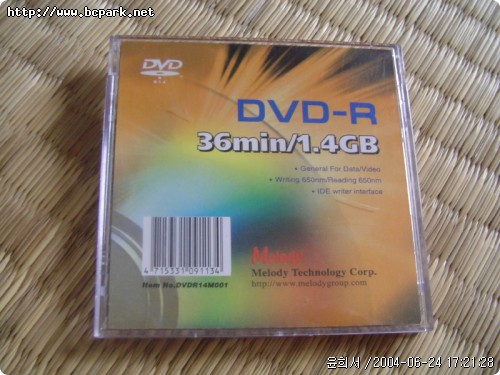 http://www.bcpark.net
DVD
DVD-R
36min/1.4GB
• General For Data/Video
• Writing 650nm/Reading 650nm
• IDE writer interface
4715331091134
Item No.DVDR14M001
Melody Technology Corp.
http://www.melodygroup.com
윤희서 /2004-06-24 17:21:28